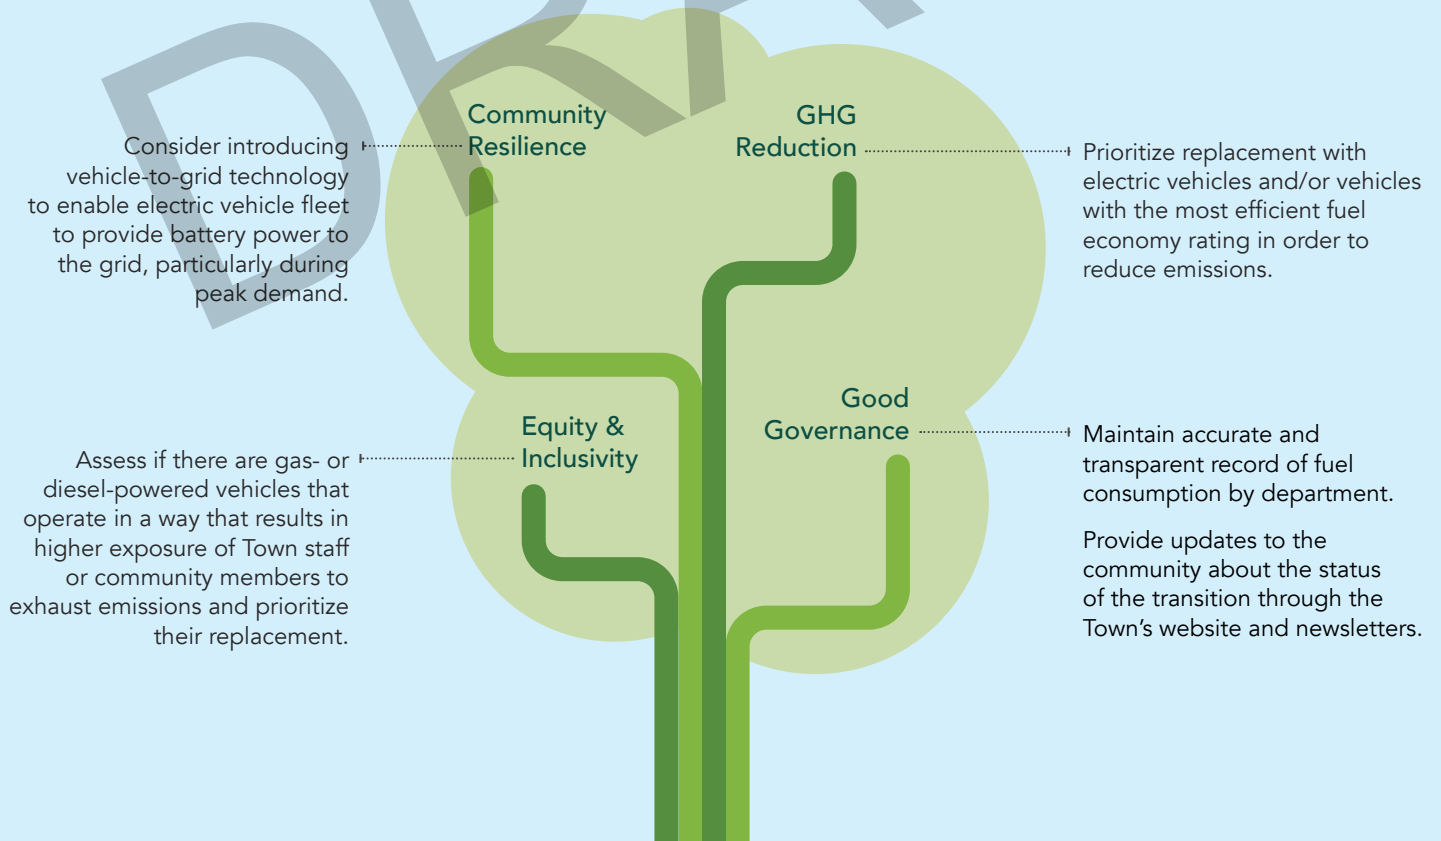 DRA
Community
Resilience
Consider introducing
vehicle-to-grid technology
to enable electric vehicle fleet
to provide battery power to
the grid, particularly during
peak demand.
GHG
Reduction
Prioritize replacement with
electric vehicles and/or vehicles
with the most efficient fuel
economy rating in order to
reduce emissions.
Equity &
Inclusivity
Assess if there are gas- or
diesel-powered vehicles that
operate in a way that results in
higher exposure of Town staff
or community members to
exhaust emissions and prioritize
their replacement.
Good
Governance
Maintain accurate and
transparent record of fuel
consumption by department.
Provide updates to the
community about the status
of the transition through the
Town’s website and newsletters.